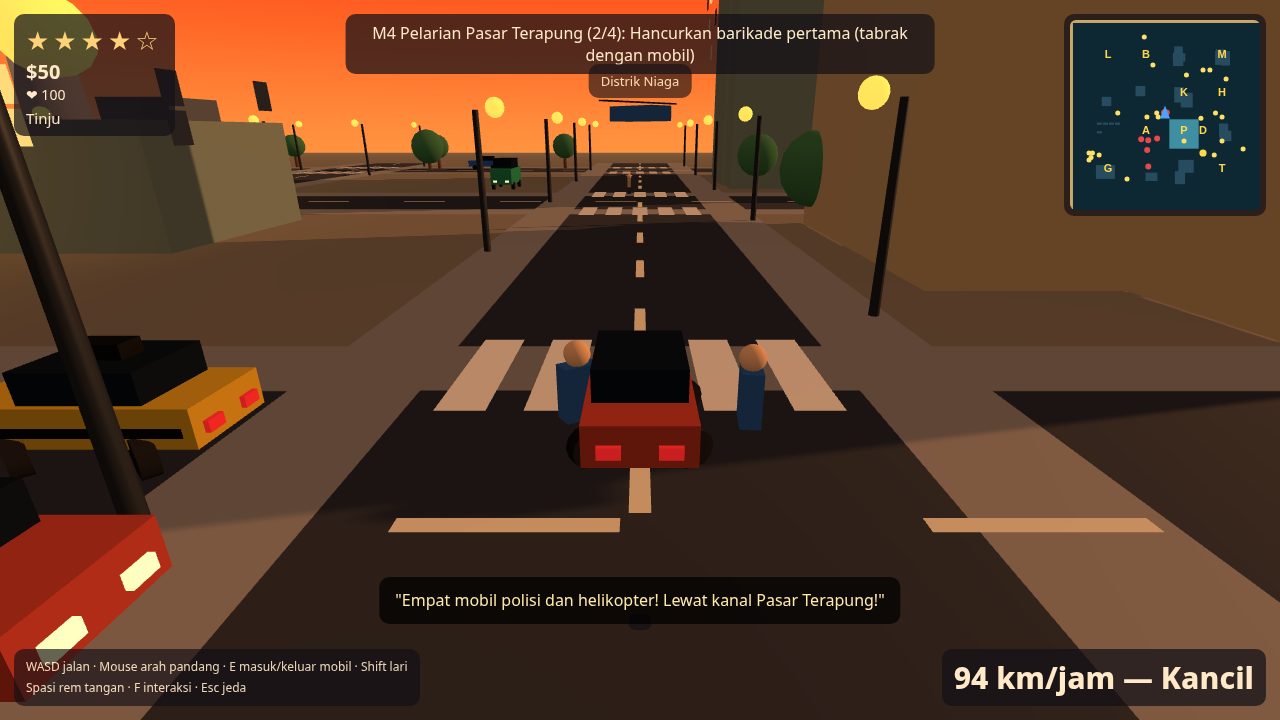 ★★★★☆
$50
❤ 100
Tinju
M4 Pelarian Pasar Terapung (2/4): Hancurkan barikade pertama (tabrak
dengan mobil)
Distrik Niaga
L B M
K H
A P D
G T
"Empat mobil polisi dan helikopter! Lewat kanal Pasar Terapung!"
WASD jalan · Mouse arah pandang · E masuk/keluar mobil · Shift lari
Spasi rem tangan · F interaksi · Esc jeda
94 km/jam — Kancil